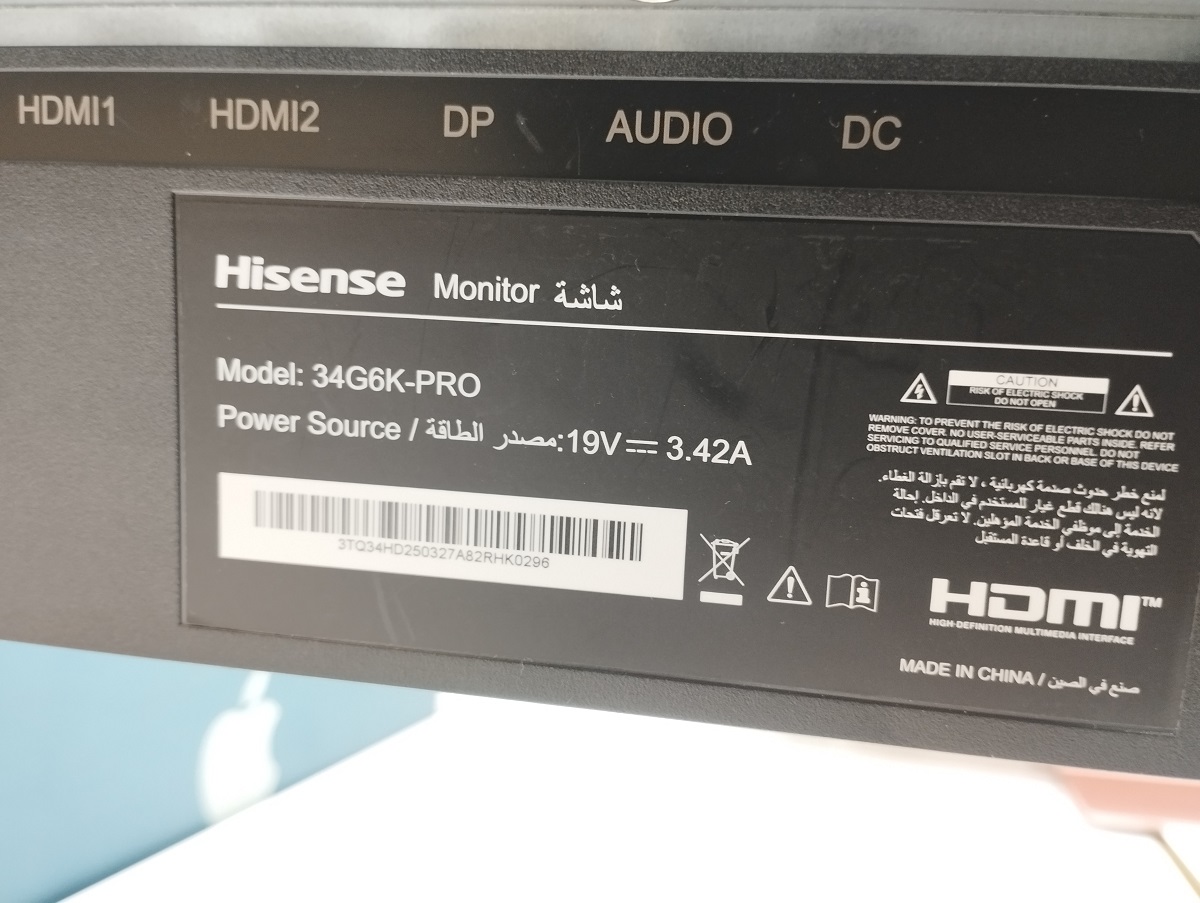 HDMI1 HDMI2 DP AUDIO DC
Hisense Monitor شاشة
Model: 34G6K-PRO
Power Source / مصدر الطاقة:19V⎓3.42A
3TQ34HD250327A82RHK0296
CAUTION
RISK OF ELECTRIC SHOCK
DO NOT OPEN
WARNING: TO PREVENT THE RISK OF ELECTRIC SHOCK DO NOT
REMOVE COVER. NO USER-SERVICEABLE PARTS INSIDE. REFER
SERVICING TO QUALIFIED SERVICE PERSONNEL. DO NOT
OBSTRUCT VENTILATION SLOT IN BACK OR BASE OF THIS DEVICE
لمنع خطر حدوث صدمة كهربائية ، لا تقم بإزالة الغطاء.
لانه ليس هنالك قطع غيار للمستخدم في الداخل. إحالة
الخدمة إلى موظفي الخدمة المؤهلين. لا تعرقل فتحات
التهوية في الخلف أو قاعدة المستقبل
HDMI™
HIGH-DEFINITION MULTIMEDIA INTERFACE
MADE IN CHINA / صنع في الصين